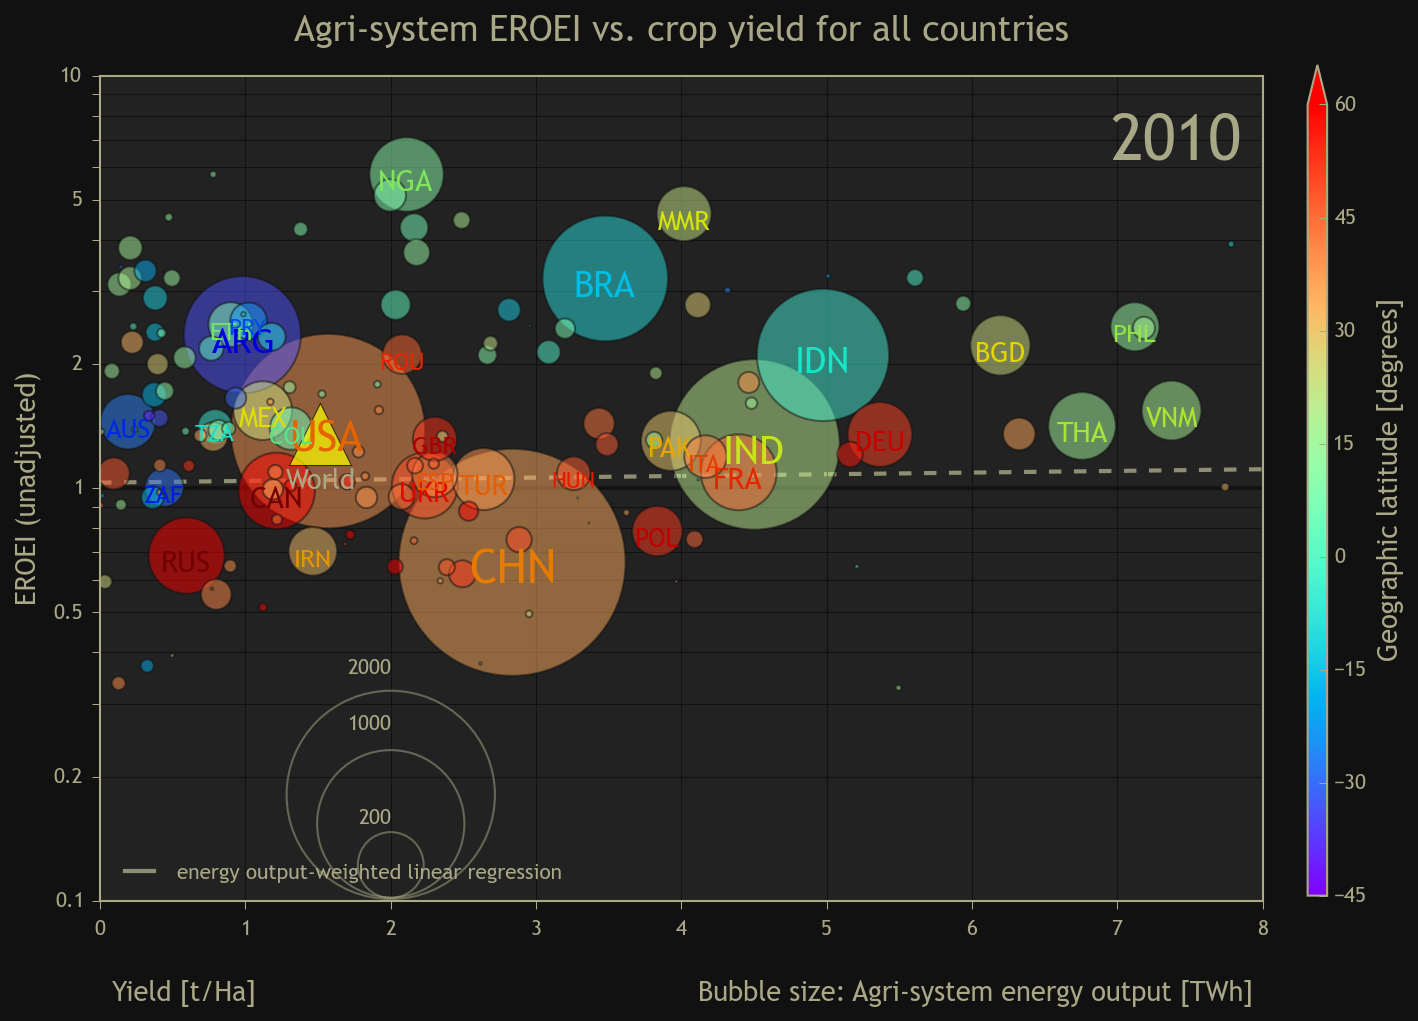 Agri-system EROEI vs. crop yield for all countries
2010
10
5
2
1
0.5
0.2
0.1
EROEI (unadjusted)
0
1
2
3
4
5
6
7
8
Yield [t/Ha]
Bubble size: Agri-system energy output [TWh]
NGA
MMR
BRA
PRY
ETH
ARG
PHL
BGD
IDN
ROU
MEX
VNM
AUS
TZA
COL
USA
GBR
THA
PAK
IND
DEU
ITA
World
FRA
HUN
ESP
TUR
UKR
ZAF
CAN
POL
IRN
RUS
CHN
2000
1000
200
energy output-weighted linear regression
60
45
30
15
0
−15
−30
−45
Geographic latitude [degrees]